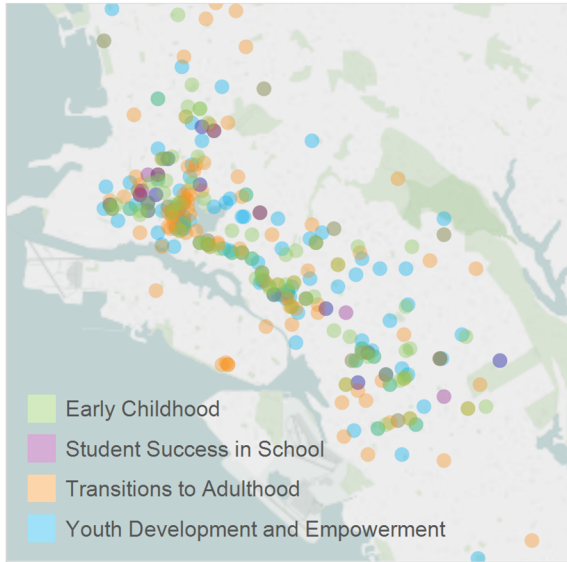 Early Childhood
Student Success in School
Transitions to Adulthood
Youth Development and Empowerment